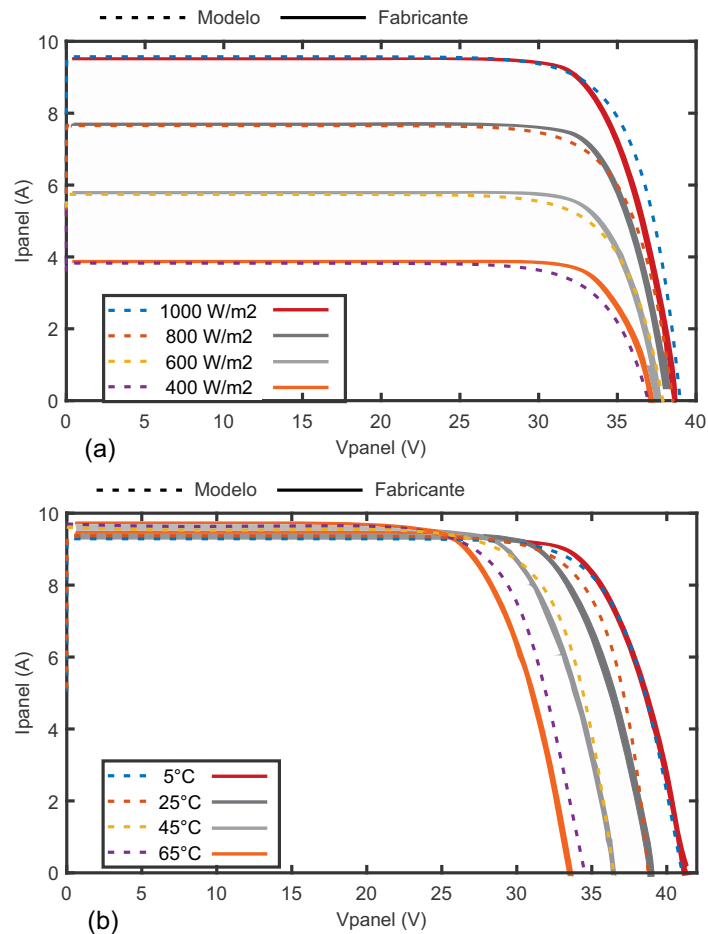 Modelo Fabricante
10
8
6
4
2
0
Ipanel (A)
1000 W/m2
800 W/m2
600 W/m2
400 W/m2
0 5 10 15 20 25 30 35 40
Vpanel (V)
(a)
Modelo Fabricante
10
8
6
4
2
0
Ipanel (A)
5°C
25°C
45°C
65°C
0 5 10 15 20 25 30 35 40
Vpanel (V)
(b)